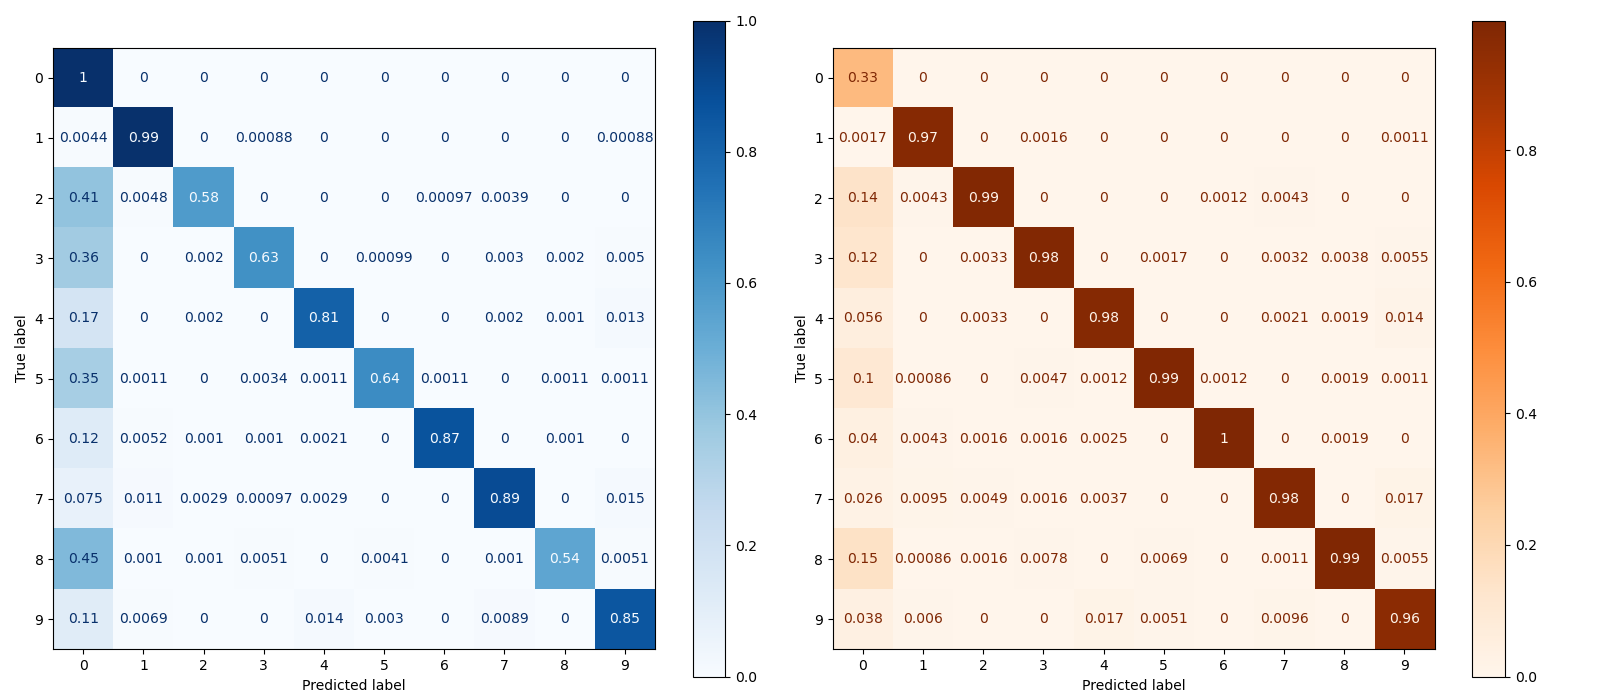 0 1 0 0 0 0 0 0 0 0 0
1 0.0044 0.99 0 0.00088 0 0 0 0 0 0.00088
2 0.41 0.0048 0.58 0 0 0 0.00097 0.0039 0 0
3 0.36 0 0.002 0.63 0 0.00099 0 0.003 0.002 0.005
4 0.17 0 0.002 0 0.81 0 0 0.002 0.001 0.013
5 0.35 0.0011 0 0.0034 0.0011 0.64 0.0011 0 0.0011 0.0011
6 0.12 0.0052 0.001 0.001 0.0021 0 0.87 0 0.001 0
7 0.075 0.011 0.0029 0.00097 0.0029 0 0 0.89 0 0.015
8 0.45 0.001 0.001 0.0051 0 0.0041 0 0.001 0.54 0.0051
9 0.11 0.0069 0 0 0.014 0.003 0 0.0089 0 0.85
0 1 2 3 4 5 6 7 8 9
Predicted label
True label
1.0
0.8
0.6
0.4
0.2
0.0
0 0.33 0 0 0 0 0 0 0 0 0
1 0.0017 0.97 0 0.0016 0 0 0 0 0 0.0011
2 0.14 0.0043 0.99 0 0 0 0.0012 0.0043 0 0
3 0.12 0 0.0033 0.98 0 0.0017 0 0.0032 0.0038 0.0055
4 0.056 0 0.0033 0 0.98 0 0 0.0021 0.0019 0.014
5 0.1 0.00086 0 0.0047 0.0012 0.99 0.0012 0 0.0019 0.0011
6 0.04 0.0043 0.0016 0.0016 0.0025 0 1 0 0.0019 0
7 0.026 0.0095 0.0049 0.0016 0.0037 0 0 0.98 0 0.017
8 0.15 0.00086 0.0016 0.0078 0 0.0069 0 0.0011 0.99 0.0055
9 0.038 0.006 0 0 0.017 0.0051 0 0.0096 0 0.96
0 1 2 3 4 5 6 7 8 9
Predicted label
True label
0.8
0.6
0.4
0.2
0.0